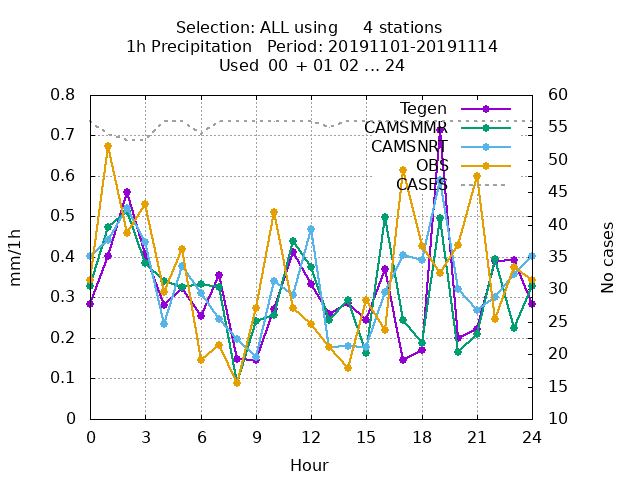 Selection: ALL using 4 stations
1h Precipitation Period: 20191101-20191114
Used 00 + 01 02 ... 24
0.8
0.7
0.6
0.5
0.4
0.3
0.2
0.1
0
mm/1h
60
55
50
45
40
35
30
25
20
15
10
No cases
Tegen
CAMSMMR
CAMSNRT
OBS
CASES
0 3 6 9 12 15 18 21 24
Hour